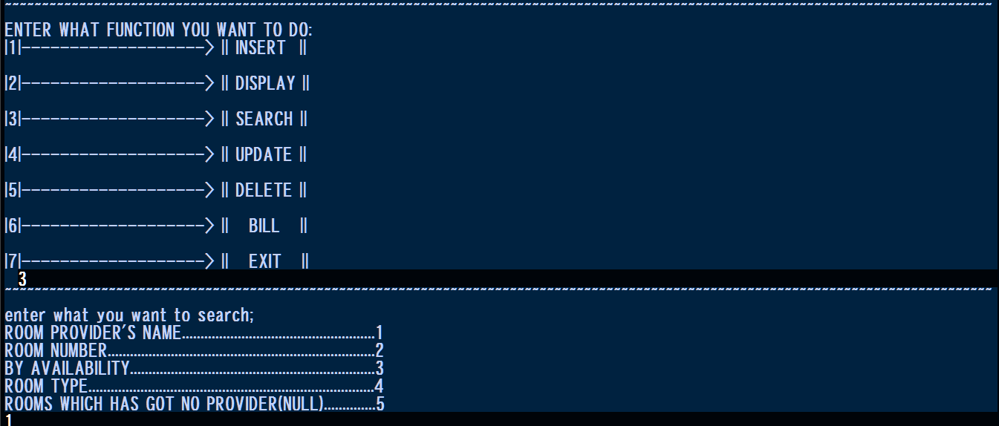 ~~~~~~~~~~~~~~~~~~~~~~~~~~~~~~~~~~~~~~~~~~~~~~~~~~~~~~~~~~~~~~~~~~~~~~~~~~~~~~~~~~~~~~~~~~~~~~~~~~~~~~~~~~~~~~~~~~~~~~~~~~~~~~~~~~~~~~~~~~~~~~~~
ENTER WHAT FUNCTION YOU WANT TO DO:
|1|-------------------> || INSERT ||
|2|-------------------> || DISPLAY ||
|3|-------------------> || SEARCH ||
|4|-------------------> || UPDATE ||
|5|-------------------> || DELETE ||
|6|-------------------> || BILL ||
|7|-------------------> || EXIT ||
3
~~~~~~~~~~~~~~~~~~~~~~~~~~~~~~~~~~~~~~~~~~~~~~~~~~~~~~~~~~~~~~~~~~~~~~~~~~~~~~~~~~~~~~~~~~~~~~~~~~~~~~~~~~~~~~~~~~~~~~~~~~~~~~~~~~~~~~~~~~~~~~~~
enter what you want to search;
ROOM PROVIDER'S NAME....................................................1
ROOM NUMBER........................................................................2
BY AVAILABILITY..................................................................3
ROOM TYPE.............................................................................4
ROOMS WHICH HAS GOT NO PROVIDER(NULL)..............5
1